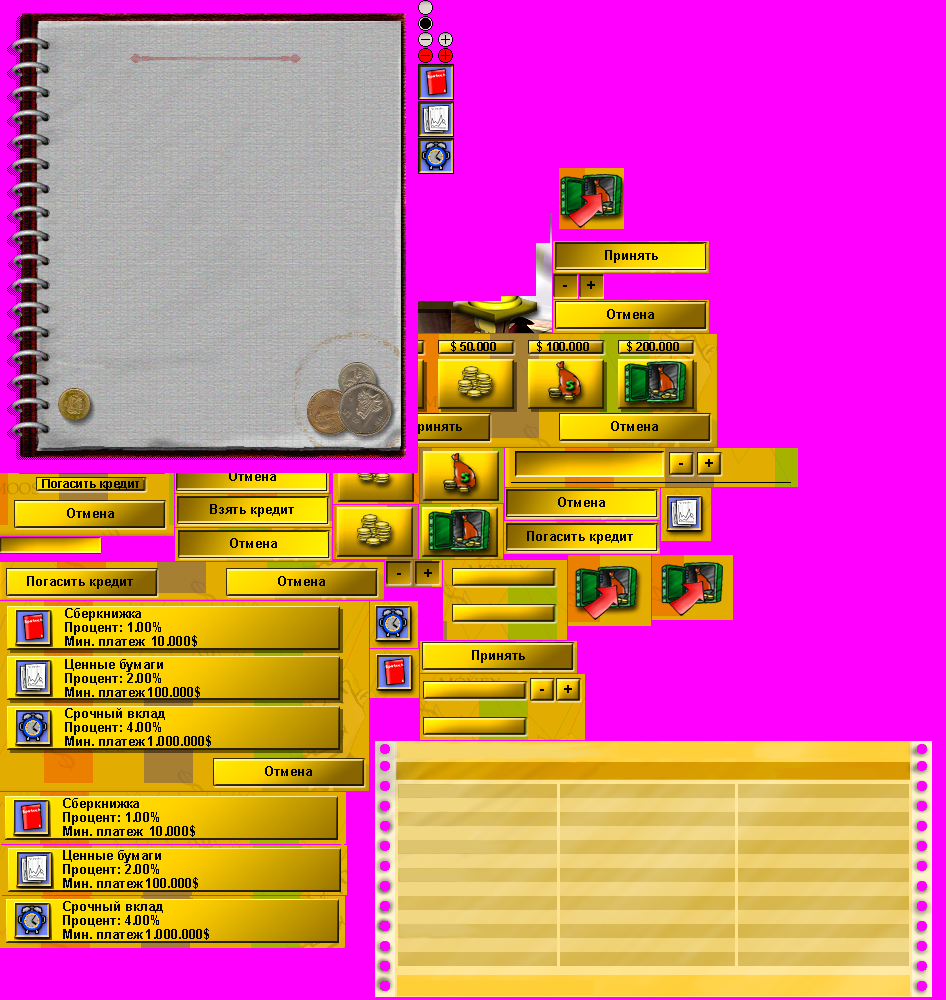 Принять
-
+
Отмена
$ 50.000
$ 100.000
$ 200.000
ринять
Отмена
-
+
Погасить кредит
Отмена
Отмена
Взять кредит
Отмена
Отмена
Погасить кредит
Погасить кредит
Отмена
-
+
Сберкнижка
Процент: 1.00%
Мин. платеж 10.000$
Ценные бумаги
Процент: 2.00%
Мин. платеж 100.000$
Срочный вклад
Процент: 4.00%
Мин. платеж 1.000.000$
Отмена
Принять
-
+
Сберкнижка
Процент: 1.00%
Мин. платеж 10.000$
Ценные бумаги
Процент: 2.00%
Мин. платеж 100.000$
Срочный вклад
Процент: 4.00%
Мин. платеж 1.000.000$